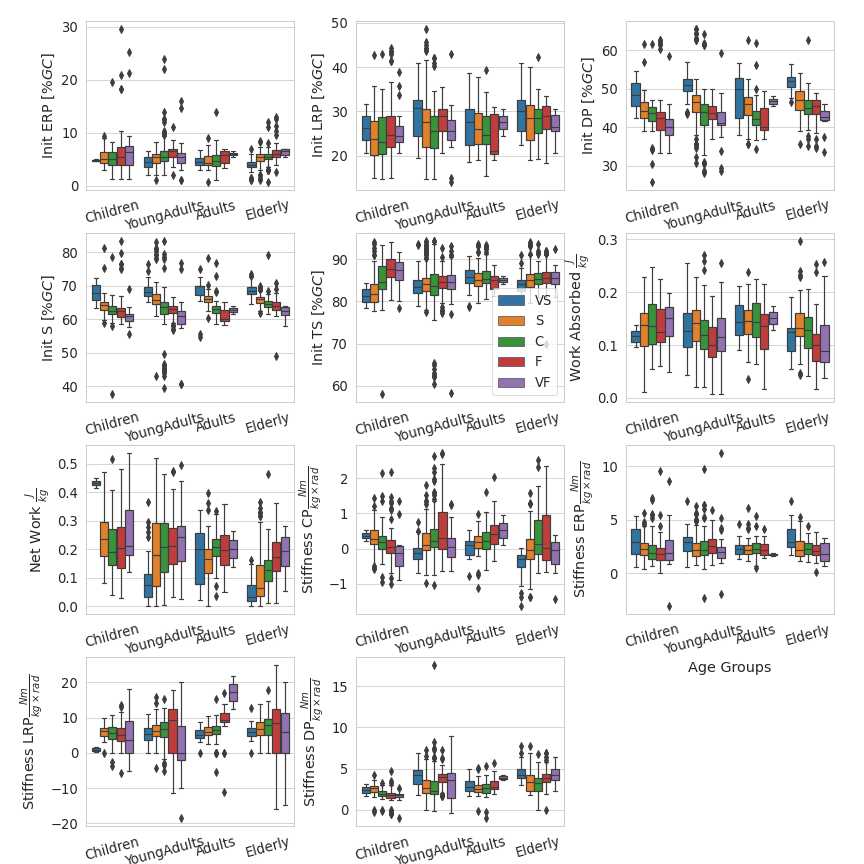 Init ERP [%GC]
30
20
10
0
Children
YoungAdults
Adults
Elderly
Init LRP [%GC]
50
40
30
20
Children
YoungAdults
Adults
Elderly
Init DP [%GC]
60
50
40
30
Children
YoungAdults
Adults
Elderly
Init S [%GC]
80
70
60
50
40
Children
YoungAdults
Adults
Elderly
Init TS [%GC]
90
80
70
60
Children
YoungAdults
Adults
Elderly
VS
S
C
F
VF
Work Absorbed J/kg
0.3
0.2
0.1
0.0
Children
YoungAdults
Adults
Elderly
Net Work J/kg
0.5
0.4
0.3
0.2
0.1
0.0
Children
YoungAdults
Adults
Elderly
Stiffness CP Nm/kg×rad
2
1
0
−1
Children
YoungAdults
Adults
Elderly
Stiffness ERP Nm/kg×rad
10
5
0
Children
YoungAdults
Adults
Elderly
Age Groups
Stiffness LRP Nm/kg×rad
20
10
0
−10
−20
Children
YoungAdults
Adults
Elderly
Stiffness DP Nm/kg×rad
15
10
5
0
Children
YoungAdults
Adults
Elderly